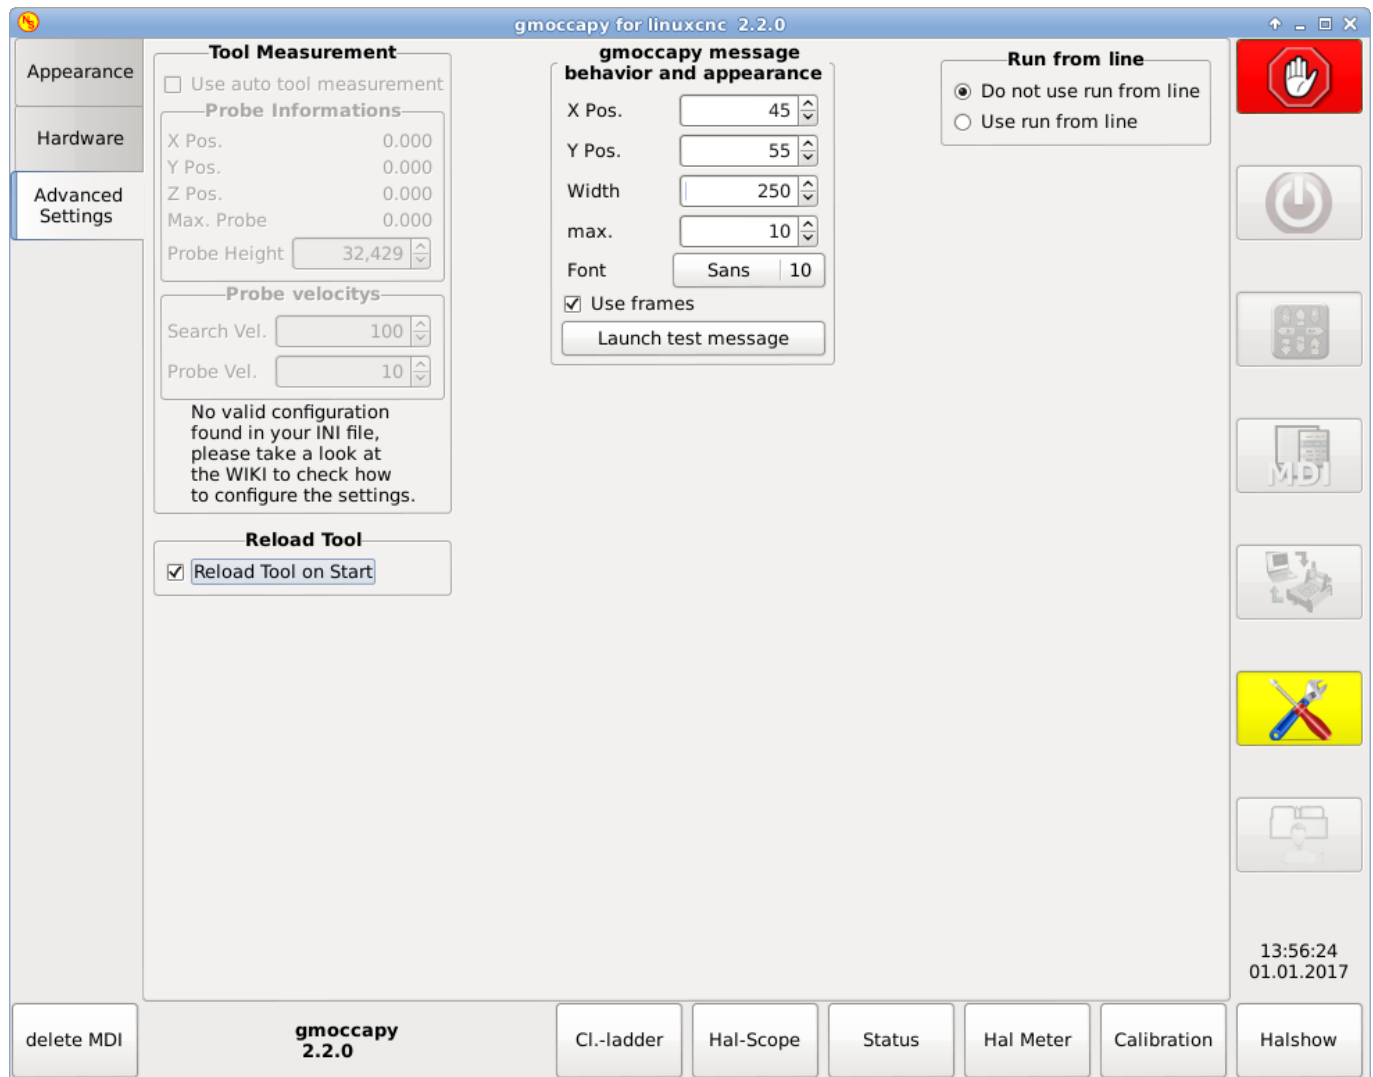 gmoccapy for linuxcnc  2.2.0
Appearance
Hardware
Advanced
Settings
Tool Measurement
Use auto tool measurement
Probe Informations
X Pos. 0.000
Y Pos. 0.000
Z Pos. 0.000
Max. Probe 0.000
Probe Height 32,429
Probe velocitys
Search Vel. 100
Probe Vel. 10
No valid configuration
found in your INI file,
please take a look at
the WIKI to check how
to configure the settings.
Reload Tool
Reload Tool on Start
gmoccapy message
behavior and appearance
X Pos. 45
Y Pos. 55
Width 250
max. 10
Font Sans 10
Use frames
Launch test message
Run from line
Do not use run from line
Use run from line
MDI
13:56:24
01.01.2017
delete MDI
gmoccapy
2.2.0
Cl.-ladder
Hal-Scope
Status
Hal Meter
Calibration
Halshow